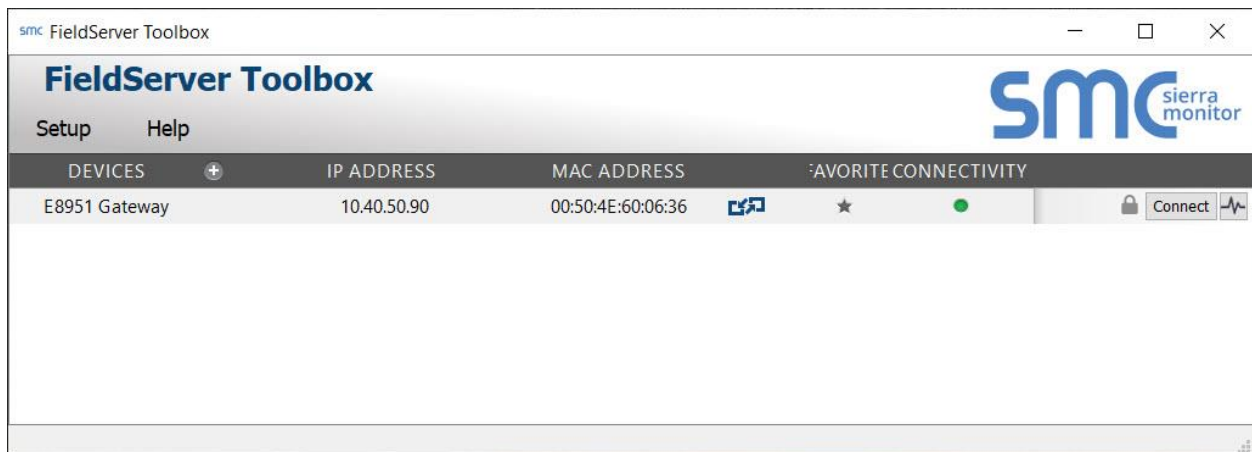 smc FieldServer Toolbox
FieldServer Toolbox
smc sierra monitor
Setup Help
DEVICES IP ADDRESS MAC ADDRESS FAVORITE CONNECTIVITY
E8951 Gateway 10.40.50.90 00:50:4E:60:06:36 Connect